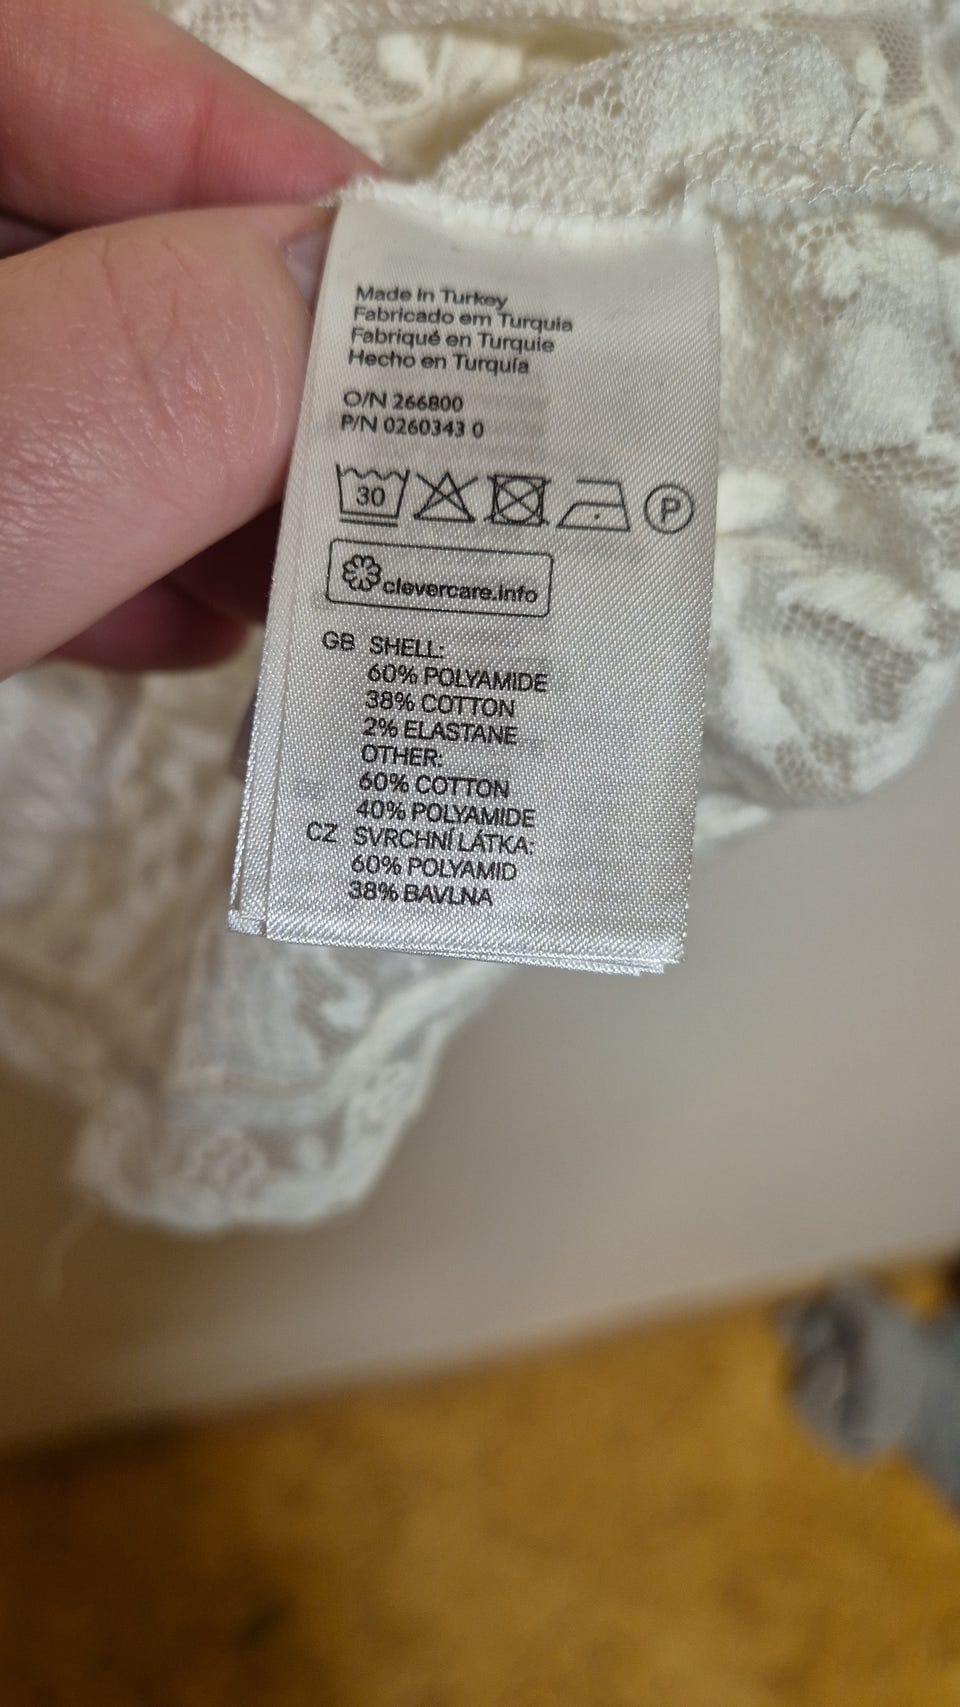 Made in Turkey
Fabricado em Turquia
Fabriqué en Turquie
Hecho en Turquía
O/N 266800
P/N 0260343 0
30 P
clevercare.info
GB SHELL:
60% POLYAMIDE
38% COTTON
2% ELASTANE
OTHER:
60% COTTON
40% POLYAMIDE
CZ SVRCHNÍ LÁTKA:
60% POLYAMID
38% BAVLNA